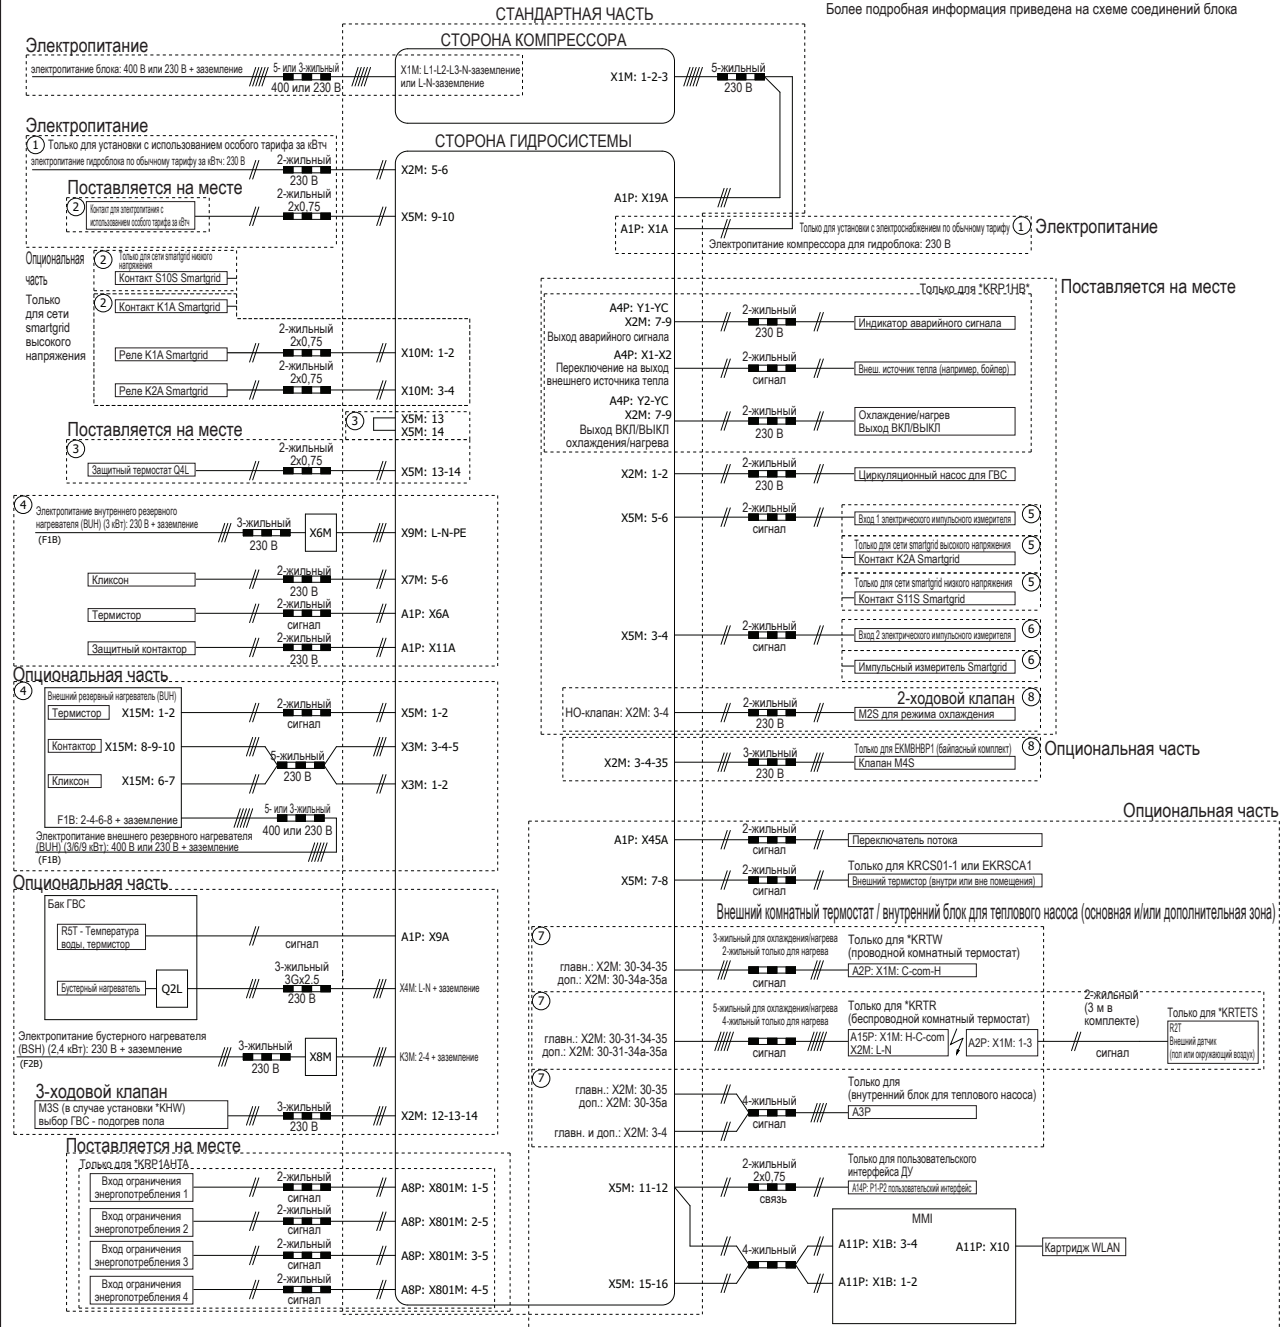 Более подробная информация приведена на схеме соединений блока
СТАНДАРТНАЯ ЧАСТЬ
Электропитание
СТОРОНА КОМПРЕССОРА
электропитание блока: 400 В или 230 В + заземление
5- или 3-жильный
400 или 230 В
X1M: L1-L2-L3-N-заземление
или L-N-заземление
X1M: 1-2-3
5-жильный
230 В
Электропитание
СТОРОНА ГИДРОСИСТЕМЫ
1 Только для установки с использованием особого тарифа за кВтч
электропитание гидроблока по обычному тарифу за кВтч: 230 В
2-жильный
230 В
X2M: 5-6
Поставляется на месте
2
Контакт для электропитания с
использованием особого тарифа за кВтч
2-жильный
2x0,75
X5M: 9-10
A1P: X19A
A1P: X1A
Только для установки с электроснабжением по обычному тарифу 1
Электропитание компрессора для гидроблока: 230 В
Электропитание
Опциональная
часть
2
Только для сети smartgrid низкого
напряжения
Контакт S10S Smartgrid
Только
для сети
smartgrid
высокого
напряжения
2
Контакт K1A Smartgrid
Реле K1A Smartgrid
2-жильный
2x0,75
X10M: 1-2
Реле K2A Smartgrid
2-жильный
2x0,75
X10M: 3-4
3
X5M: 13
X5M: 14
Поставляется на месте
3
Защитный термостат Q4L
2-жильный
2x0,75
X5M: 13-14
4
Электропитание внутреннего резервного
нагревателя (BUH) (3 кВт): 230 В + заземление
(F1B)
3-жильный
230 В
X6M
X9M: L-N-PE
Кликсон
2-жильный
230 В
X7M: 5-6
Термистор
2-жильный
сигнал
A1P: X6A
Защитный контактор
2-жильный
230 В
A1P: X11A
Опциональная часть
4
Внешний резервный нагреватель (BUH)
Термистор
X15M: 1-2
2-жильный
сигнал
X5M: 1-2
Контактор
X15M: 8-9-10
5-жильный
230 В
X3M: 3-4-5
Кликсон
X15M: 6-7
X3M: 1-2
F1B: 2-4-6-8 + заземление
5- или 3-жильный
400 или 230 В
Электропитание внешнего резервного нагревателя
(BUH) (3/6/9 кВт): 400 В или 230 В + заземление
(F1B)
Опциональная часть
Бак ГВС
R5T - Температура
воды, термистор
сигнал
A1P: X9A
Бустерный нагреватель
Q2L
3-жильный
3Gx2.5
230 В
X4M: L-N + заземление
Электропитание бустерного нагревателя
(BSH) (2,4 кВт): 230 В + заземление
(F2B)
3-жильный
230 В
X8M
K3M: 2-4 + заземление
3-ходовой клапан
M3S (в случае установки *KHW)
выбор ГВС - подогрев пола
3-жильный
230 В
X2M: 12-13-14
Поставляется на месте
Только для *KRP1AHTA
Вход ограничения
энергопотребления 1
2-жильный
сигнал
A8P: X801M: 1-5
Вход ограничения
энергопотребления 2
2-жильный
сигнал
A8P: X801M: 2-5
Вход ограничения
энергопотребления 3
2-жильный
сигнал
A8P: X801M: 3-5
Вход ограничения
энергопотребления 4
2-жильный
сигнал
A8P: X801M: 4-5
Только для *KRP1HB*
Поставляется на месте
A4P: Y1-YC
X2M: 7-9
Выход аварийного сигнала
2-жильный
230 В
Индикатор аварийного сигнала
A4P: X1-X2
Переключение на выход
внешнего источника тепла
2-жильный
сигнал
Внеш. источник тепла (например, бойлер)
A4P: Y2-YC
X2M: 7-9
Выход ВКЛ/ВЫКЛ
охлаждения/нагрева
2-жильный
230 В
Охлаждение/нагрев
Выход ВКЛ/ВЫКЛ
X2M: 1-2
2-жильный
230 В
Циркуляционный насос для ГВС
X5M: 5-6
2-жильный
сигнал
Вход 1 электрического импульсного измерителя
5
Только для сети smartgrid высокого напряжения
Контакт K2A Smartgrid
5
Только для сети smartgrid низкого напряжения
Контакт S11S Smartgrid
5
X5M: 3-4
2-жильный
сигнал
Вход 2 электрического импульсного измерителя
6
Импульсный измеритель Smartgrid
6
2-ходовой клапан 8
НО-клапан: X2M: 3-4
2-жильный
230 В
M2S для режима охлаждения
X2M: 3-4-35
3-жильный
230 В
Только для EKMBHBP1 (байпасный комплект)
Клапан M4S
8 Опциональная часть
Опциональная часть
A1P: X45A
2-жильный
сигнал
Переключатель потока
X5M: 7-8
2-жильный
сигнал
Только для KRCS01-1 или EKRSCA1
Внешний термистор (внутри или вне помещения)
Внешний комнатный термостат / внутренний блок для теплового насоса (основная и/или дополнительная зона)
7
главн.: X2M: 30-34-35
доп.: X2M: 30-34a-35a
3-жильный для охлаждения/нагрева
2-жильный только для нагрева
сигнал
Только для *KRTW
(проводной комнатный термостат)
A2P: X1M: C-com-H
7
главн.: X2M: 30-31-34-35
доп.: X2M: 30-31-34a-35a
5-жильный для охлаждения/нагрева
4-жильный только для нагрева
сигнал
Только для *KRTR
(беспроводной комнатный термостат)
A15P: X1M: H-C-com
X2M: L-N
A2P: X1M: 1-3
2-жильный
(3 м в
комплекте)
сигнал
Только для *KRTETS
R2T
Внешний датчик
(пол или окружающий воздух)
7
главн.: X2M: 30-35
доп.: X2M: 30-35a
главн. и доп.: X2M: 3-4
4-жильный
сигнал
Только для
(внутренний блок для теплового насоса)
A3P
X5M: 11-12
2-жильный
2x0,75
связь
Только для пользовательского
интерфейса ДУ
A14P: P1-P2 пользовательский интерфейс
X5M: 15-16
4-жильный
MMI
A11P: X1B: 3-4
A11P: X10
Картридж WLAN
A11P: X1B: 1-2